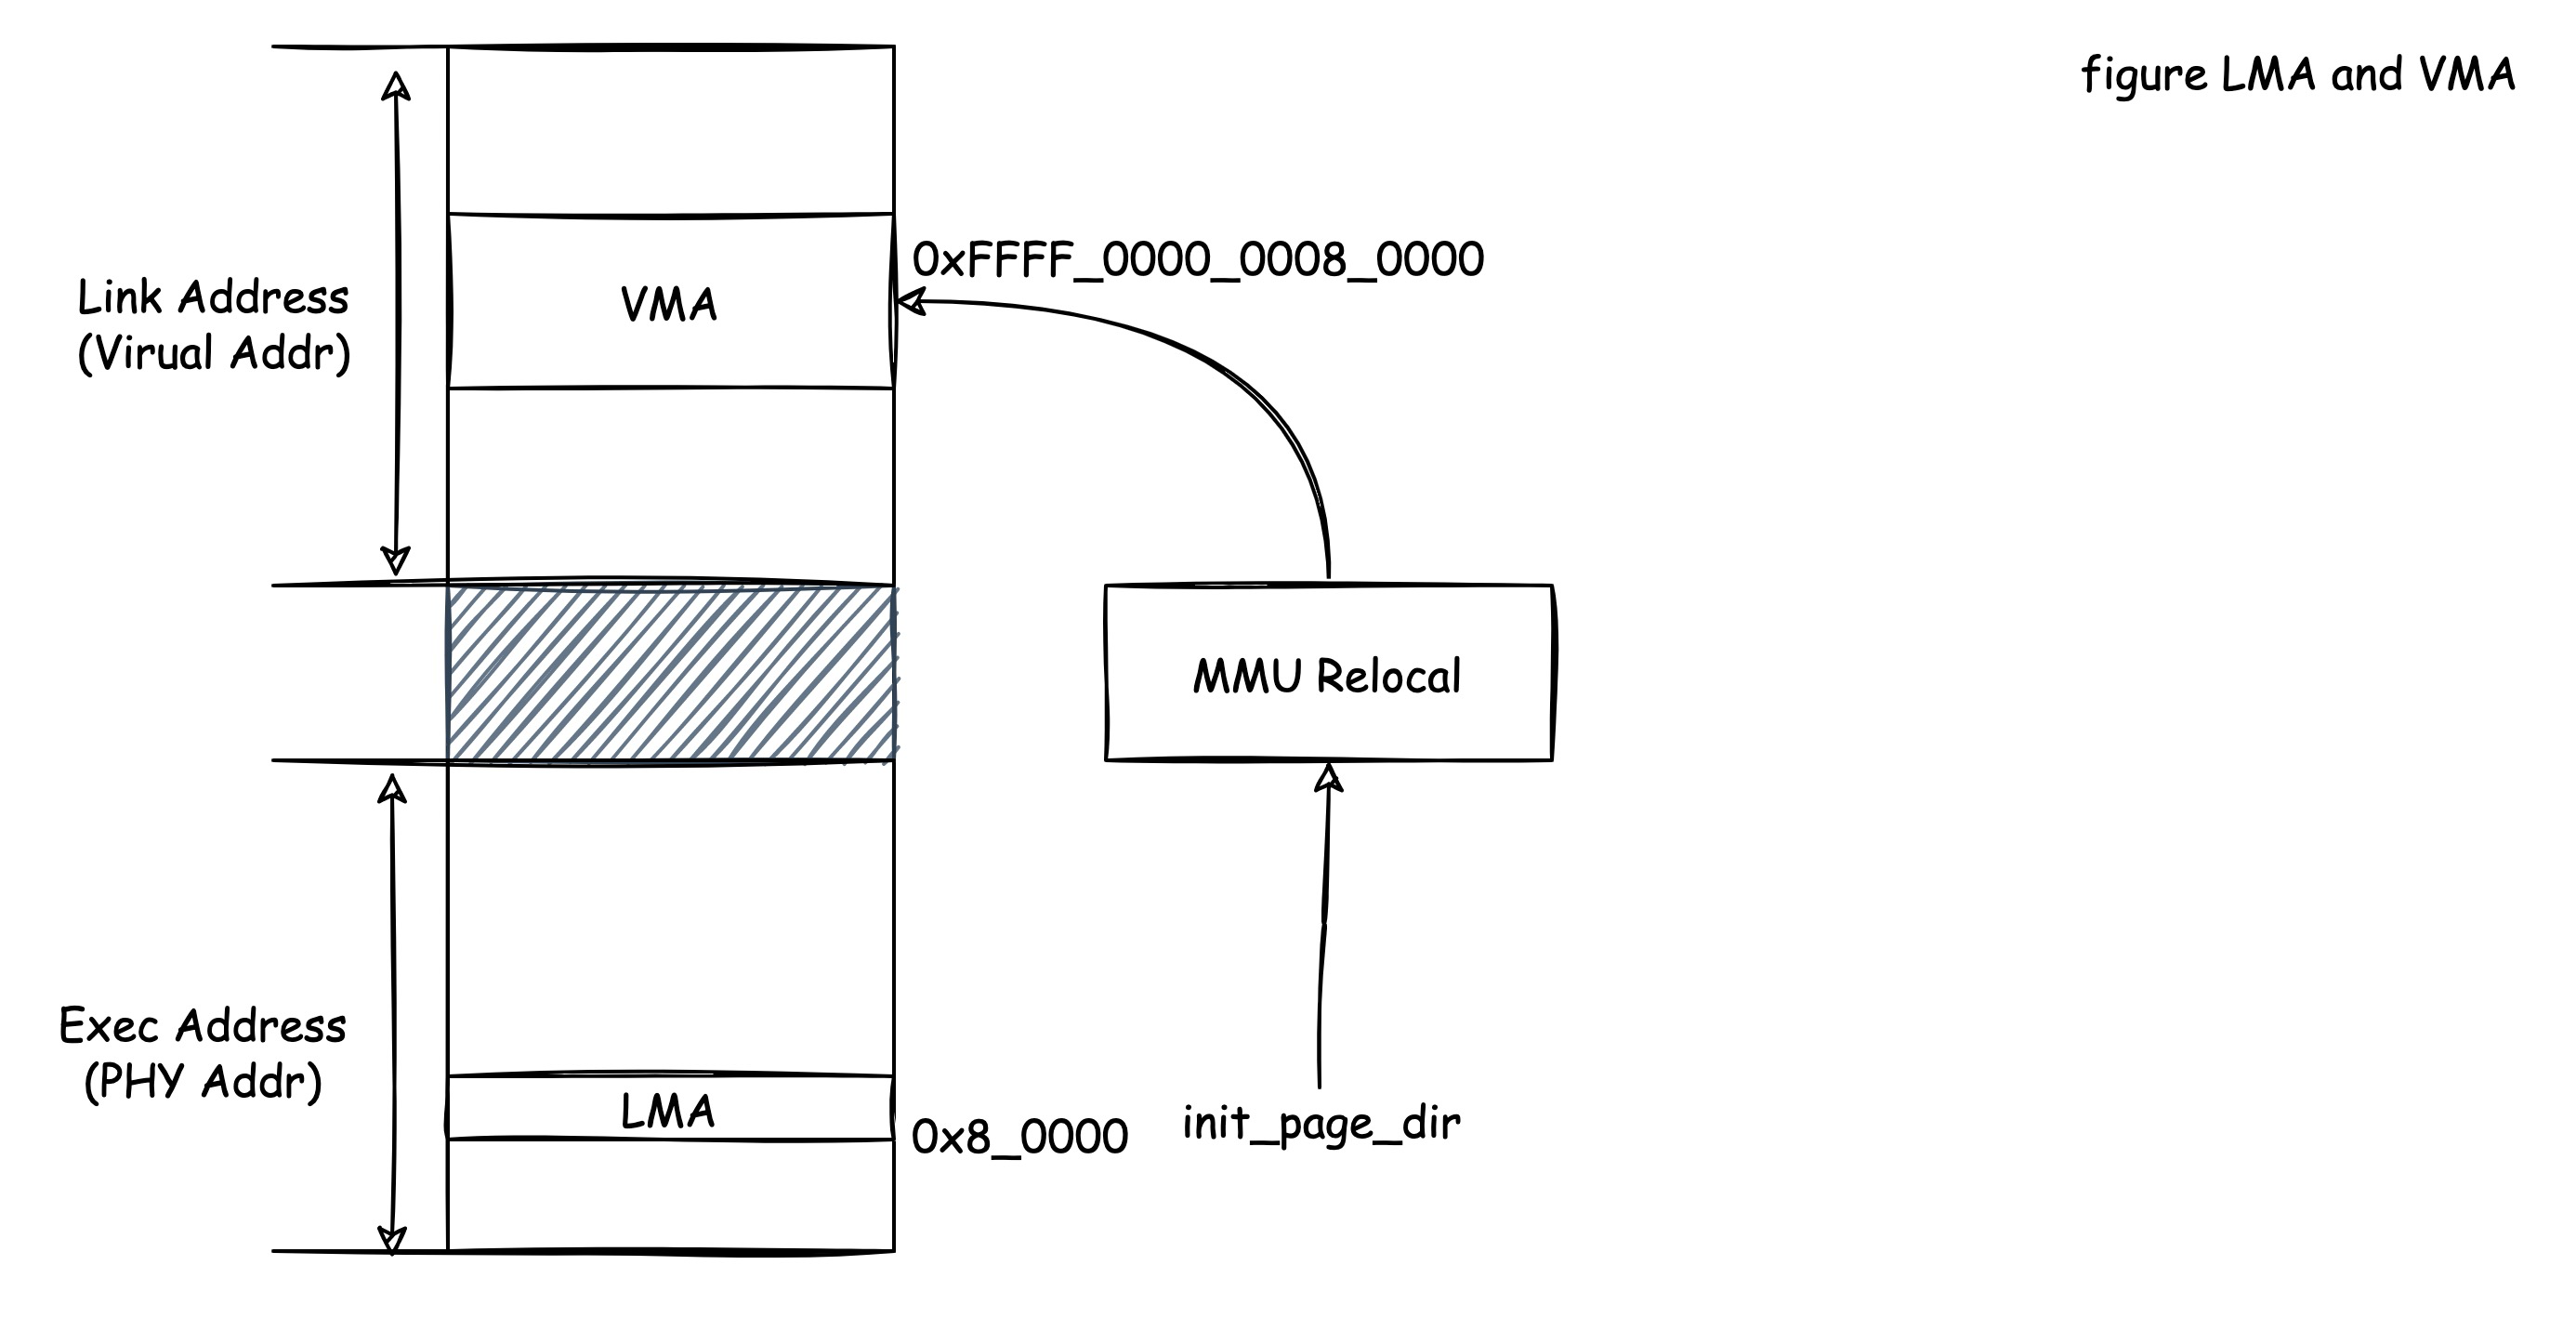 figure LMA and VMA
0xFFFF_0000_0008_0000
Link Address
(Virual Addr)
VMA
MMU Relocal
Exec Address
(PHY Addr)
LMA
0x8_0000
init_page_dir